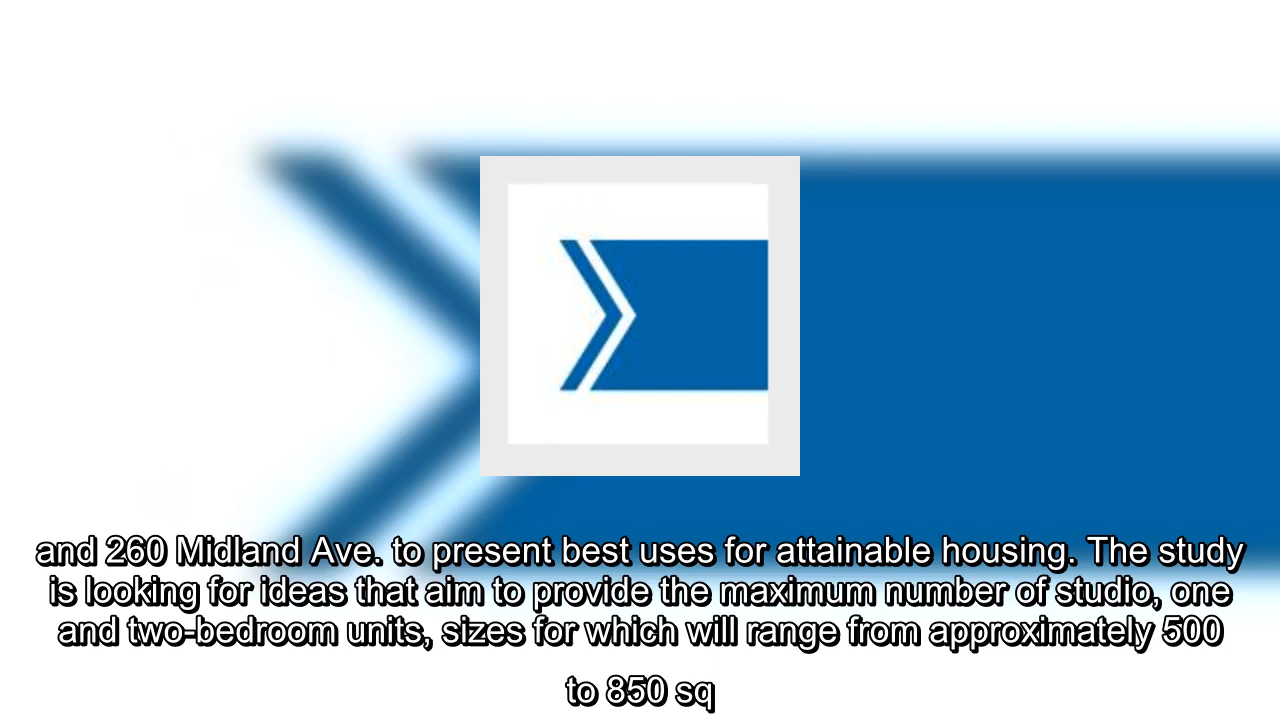 and 260 Midland Ave. to present best uses for attainable housing. The study
is looking for ideas that aim to provide the maximum number of studio, one
and two-bedroom units, sizes for which will range from approximately 500
to 850 sq